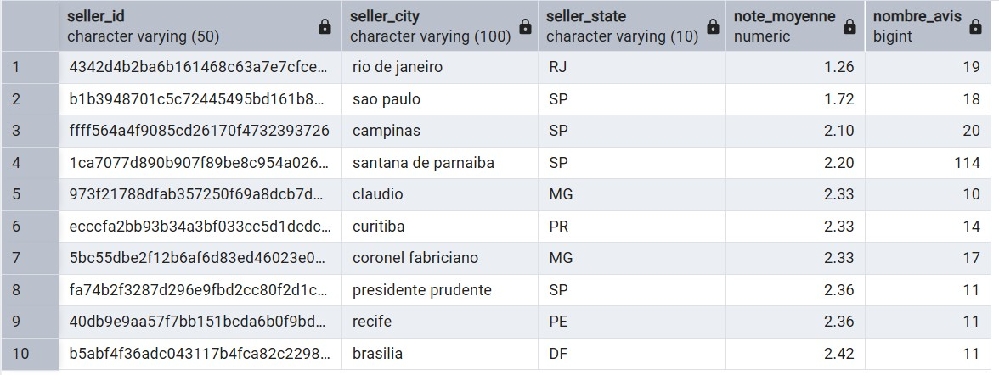 seller_id seller_city seller_state note_moyenne nombre_avis
character varying (50) character varying (100) character varying (10) numeric bigint
1 4342d4b2ba6b161468c63a7e7cfce... rio de janeiro RJ 1.26 19
2 b1b3948701c5c72445495bd161b8... sao paulo SP 1.72 18
3 ffff564a4f9085cd26170f4732393726 campinas SP 2.10 20
4 1ca7077d890b907f89be8c954a026... santana de parnaiba SP 2.20 114
5 973f21788dfab357250f69a8dcb7d... claudio MG 2.33 10
6 ecccfa2bb93b34a3bf033cc5d1dcdc... curitiba PR 2.33 14
7 5bc55dbe2f12b6af6d83ed46023e0... coronel fabriciano MG 2.33 17
8 fa74b2f3287d296e9fbd2cc80f2d1c... presidente prudente SP 2.36 11
9 40db9e9aa57f7bb151bcda6b0f9bd... recife PE 2.36 11
10 b5abf4f36adc043117b4fca82c2298... brasilia DF 2.42 11